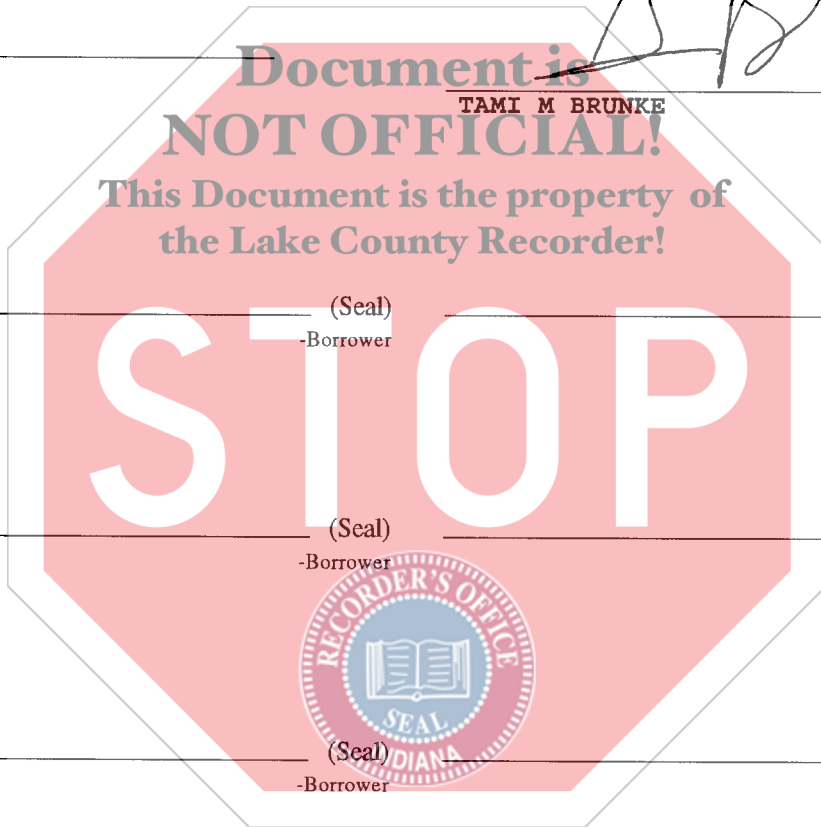 Document is
TAMI M BRUNKE
NOT OFFICIAL!
This Document is the property of
the Lake County Recorder!
(Seal)
-Borrower
STOP
(Seal)
-Borrower
RECORDER'S OFFICE
SEAL
INDIANA
(Seal)
-Borrower